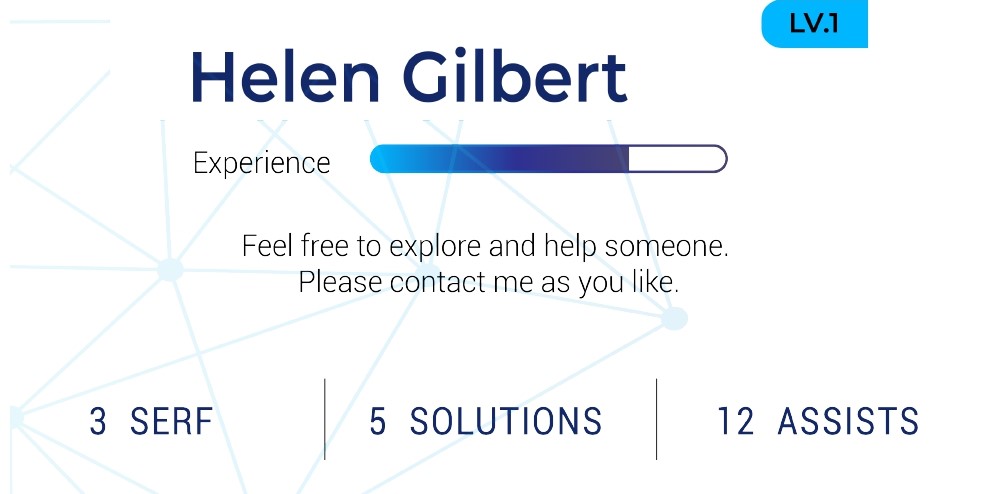 LV.1
Helen Gilbert
Experience
Feel free to explore and help someone.
Please contact me as you like.
3 SERF
5 SOLUTIONS
12 ASSISTS